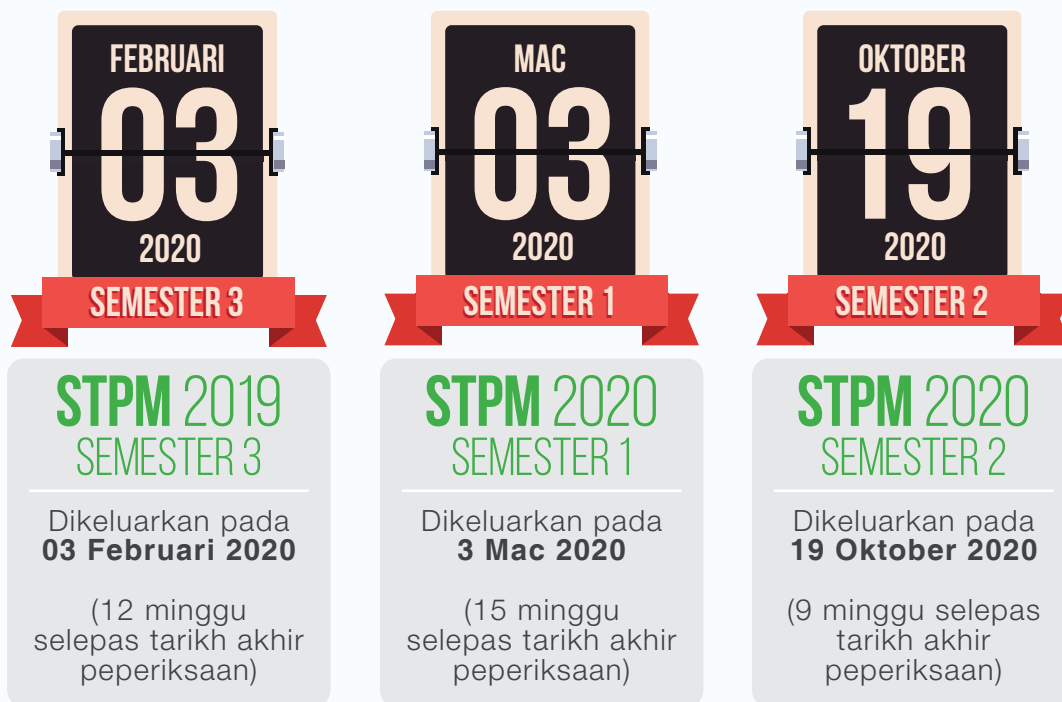 FEBRUARI
03
2020
SEMESTER 3
STPM 2019
SEMESTER 3
Dikeluarkan pada
03 Februari 2020
(12 minggu
selepas tarikh akhir
peperiksaan)
MAC
03
2020
SEMESTER 1
STPM 2020
SEMESTER 1
Dikeluarkan pada
3 Mac 2020
(15 minggu
selepas tarikh akhir
peperiksaan)
OKTOBER
19
2020
SEMESTER 2
STPM 2020
SEMESTER 2
Dikeluarkan pada
19 Oktober 2020
(9 minggu selepas
tarikh akhir
peperiksaan)